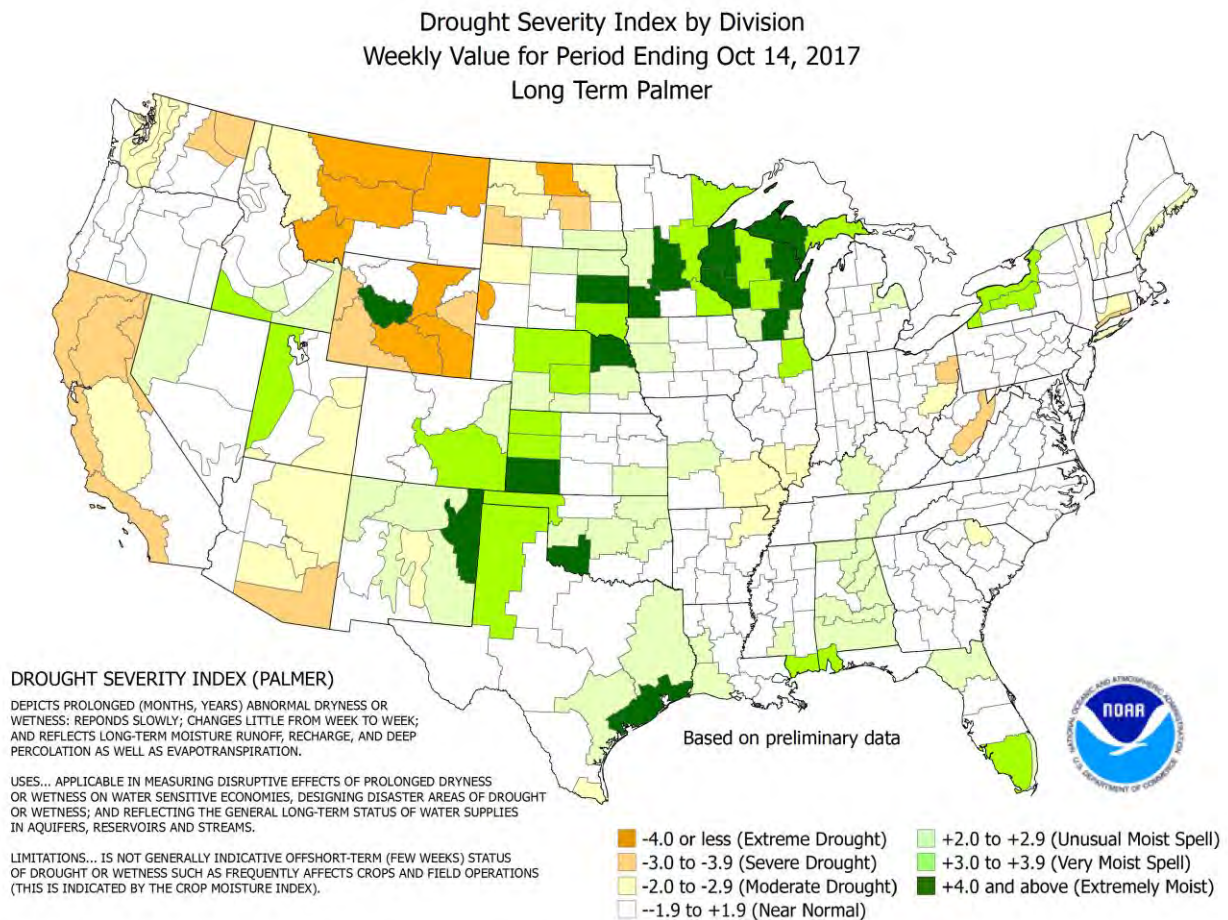 Drought Severity Index by Division
Weekly Value for Period Ending Oct 14, 2017
Long Term Palmer
DROUGHT SEVERITY INDEX (PALMER)
DEPICTS PROLONGED (MONTHS, YEARS) ABNORMAL DRYNESS OR
WETNESS: REPONDS SLOWLY; CHANGES LITTLE FROM WEEK TO WEEK;
AND REFLECTS LONG-TERM MOISTURE RUNOFF, RECHARGE, AND DEEP
PERCOLATION AS WELL AS EVAPOTRANSPIRATION.
USES... APPLICABLE IN MEASURING DISRUPTIVE EFFECTS OF PROLONGED DRYNESS
OR WETNESS ON WATER SENSITIVE ECONOMIES, DESIGNING DISASTER AREAS OF DROUGHT
OR WETNESS; AND REFLECTING THE GENERAL LONG-TERM STATUS OF WATER SUPPLIES
IN AQUIFERS, RESERVOIRS AND STREAMS.
LIMITATIONS... IS NOT GENERALLY INDICATIVE OFFSHORT-TERM (FEW WEEKS) STATUS
OF DROUGHT OR WETNESS SUCH AS FREQUENTLY AFFECTS CROPS AND FIELD OPERATIONS
(THIS IS INDICATED BY THE CROP MOISTURE INDEX).
Based on preliminary data
NATIONAL OCEANIC AND ATMOSPHERIC ADMINISTRATION
NOAA
U.S. DEPARTMENT OF COMMERCE
-4.0 or less (Extreme Drought)
-3.0 to -3.9 (Severe Drought)
-2.0 to -2.9 (Moderate Drought)
--1.9 to +1.9 (Near Normal)
+2.0 to +2.9 (Unusual Moist Spell)
+3.0 to +3.9 (Very Moist Spell)
+4.0 and above (Extremely Moist)